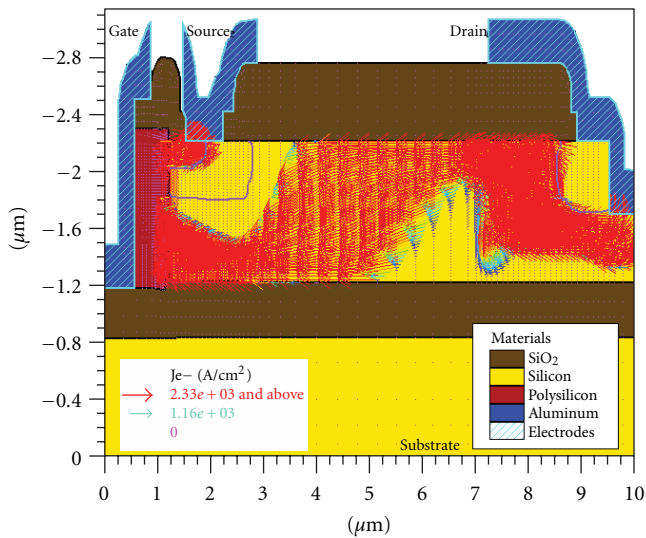 Gate Source Drain
−2.8
−2.4
−2
−1.6
−1.2
−0.8
−0.4
0
(μm)
Je− (A/cm²)
2.33e + 03 and above
1.16e + 03
0
Materials
SiO₂
Silicon
Polysilicon
Aluminum
Electrodes
Substrate
0 1 2 3 4 5 6 7 8 9 10
(μm)